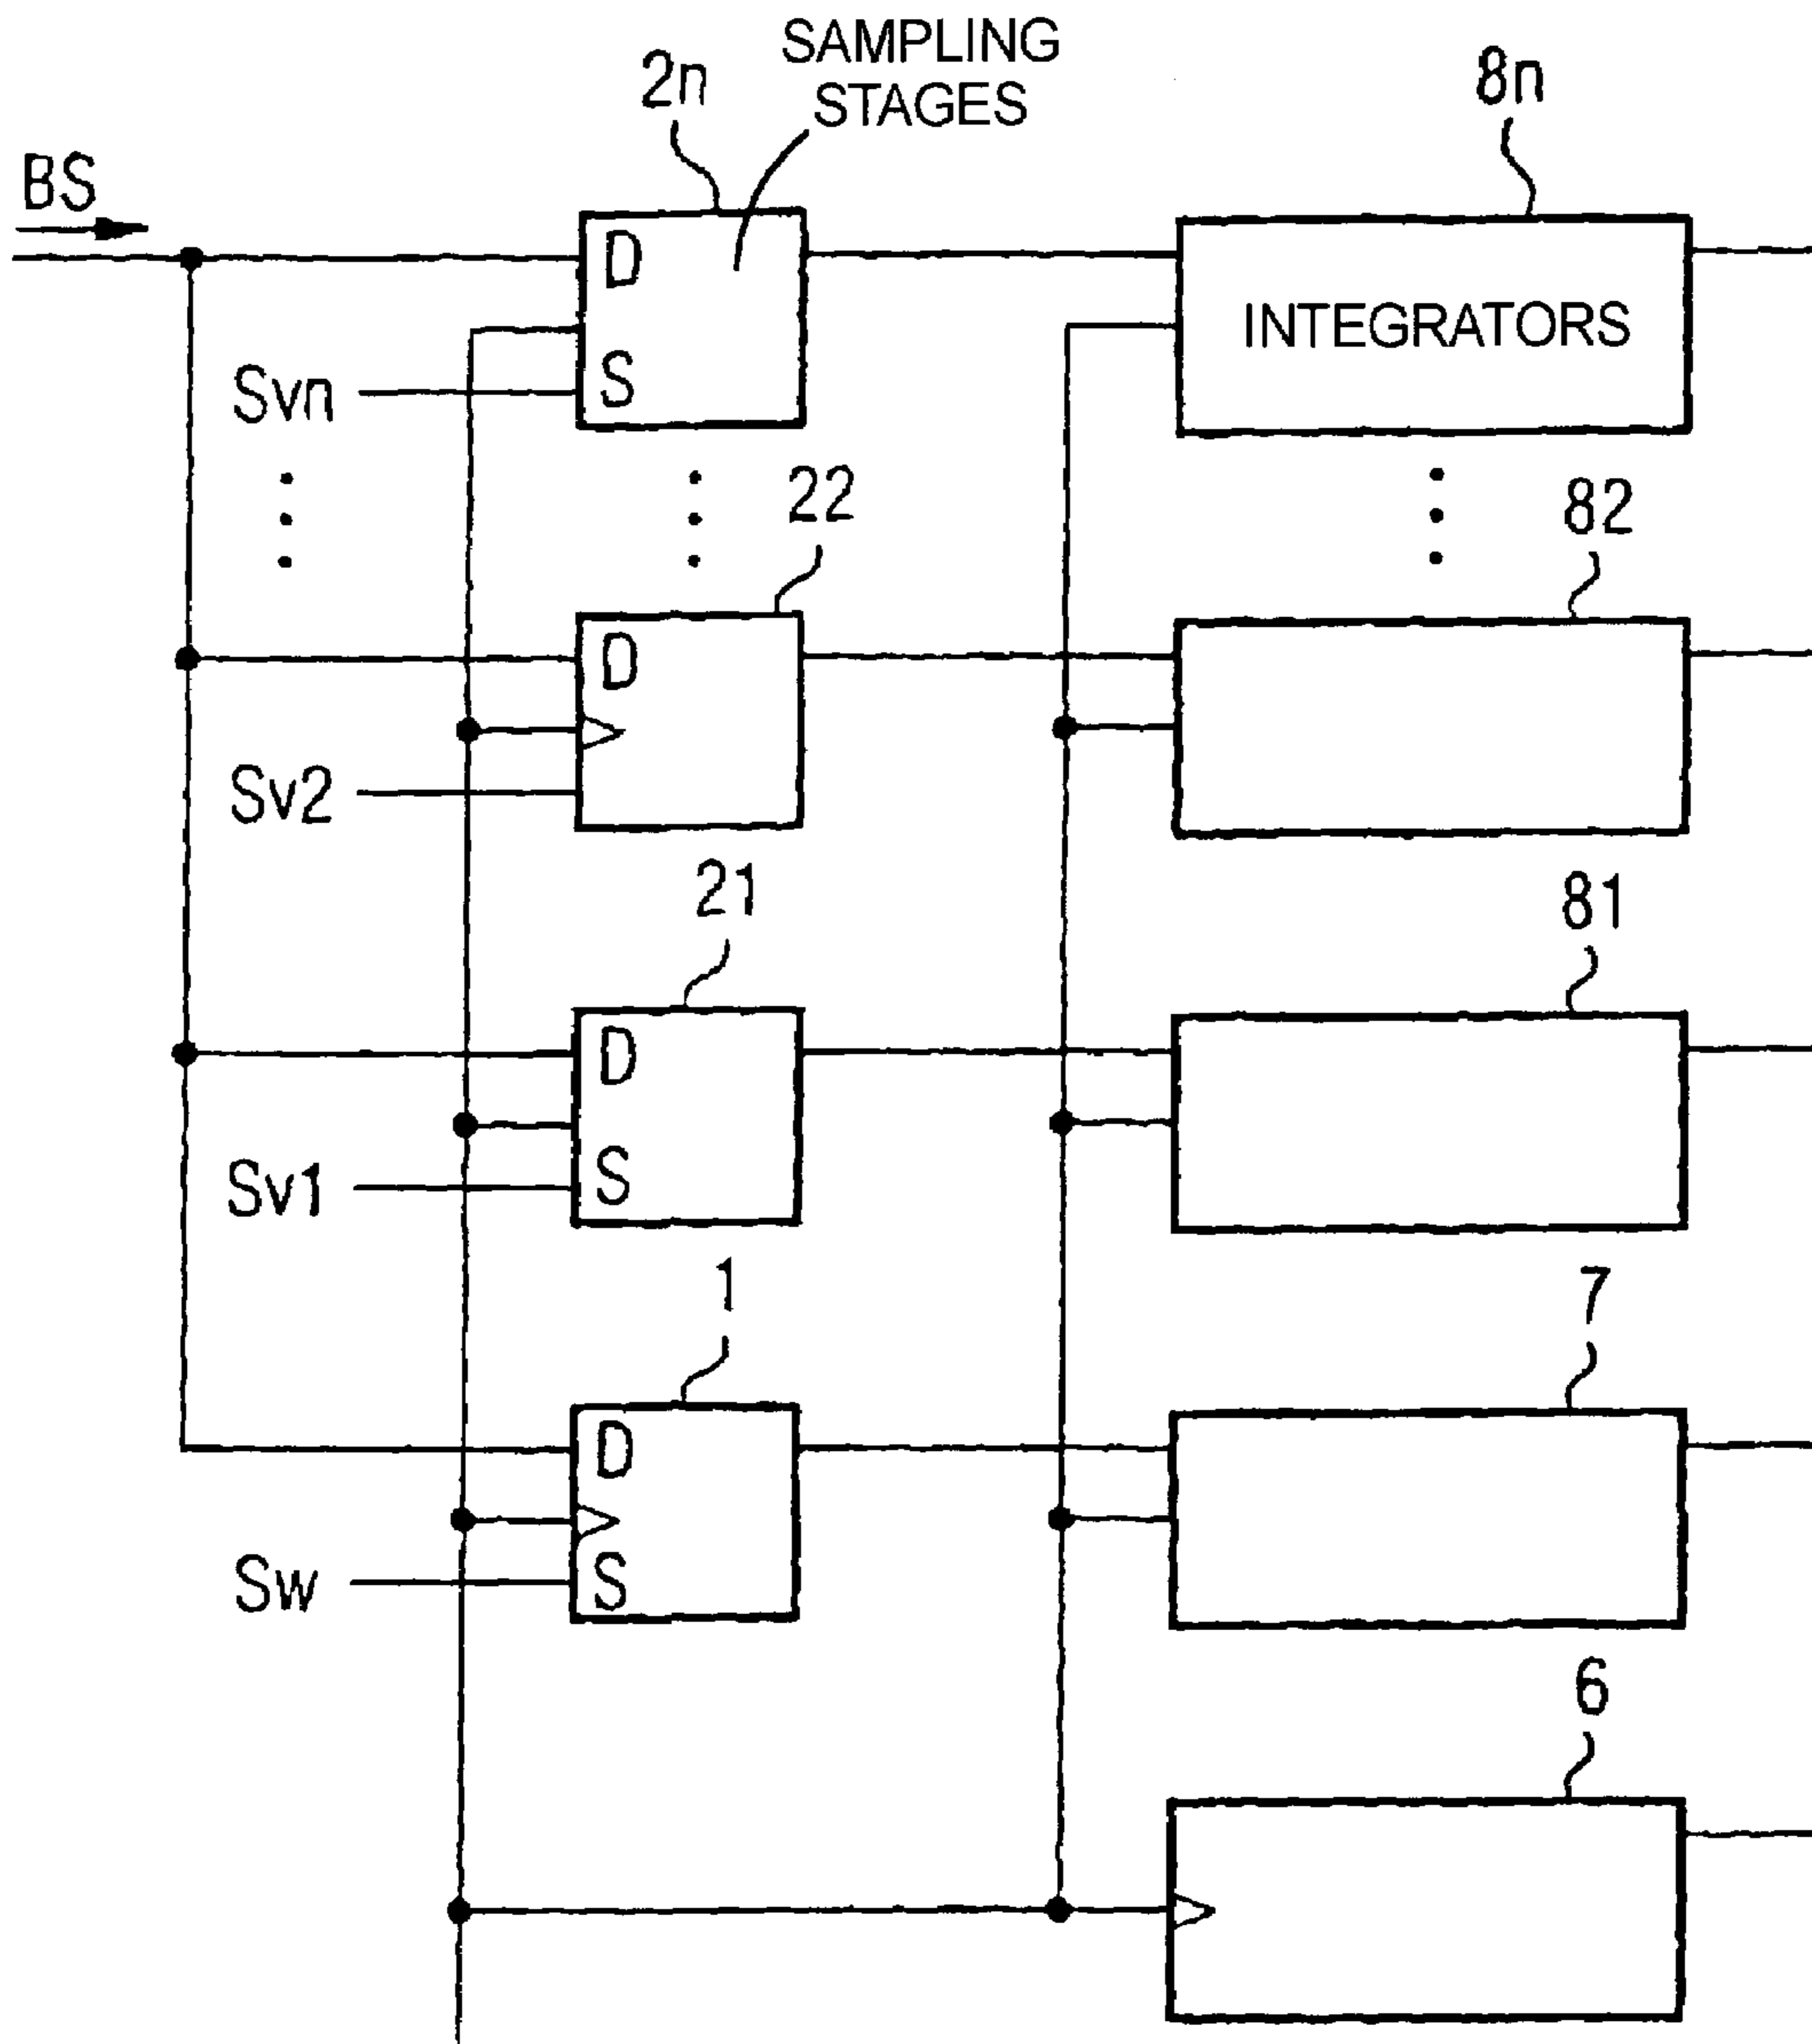 SAMPLING
STAGES
2n
8n
BS
D
INTEGRATORS
Svn
S
22
82
D
Sv2
21
81
D
Sv1
S
1
7
D
Sw
S
6